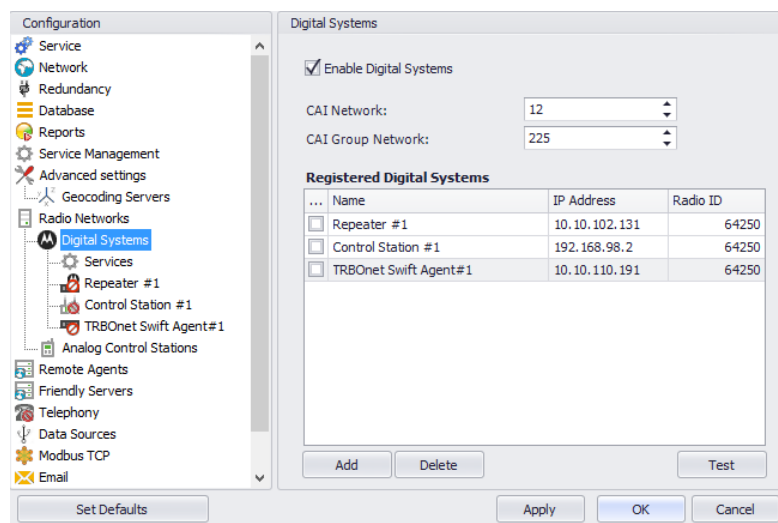 Configuration
Service
Network
Redundancy
Database
Reports
Service Management
Advanced settings
Geocoding Servers
Radio Networks
Digital Systems
Services
Repeater #1
Control Station #1
TRBOnet Swift Agent#1
Analog Control Stations
Remote Agents
Friendly Servers
Telephony
Data Sources
Modbus TCP
Email
Set Defaults
Digital Systems
Enable Digital Systems
CAI Network: 12
CAI Group Network: 225
Registered Digital Systems
... Name IP Address Radio ID
Repeater #1 10.10.102.131 64250
Control Station #1 192.168.98.2 64250
TRBOnet Swift Agent#1 10.10.110.191 64250
Add Delete Test
Apply OK Cancel